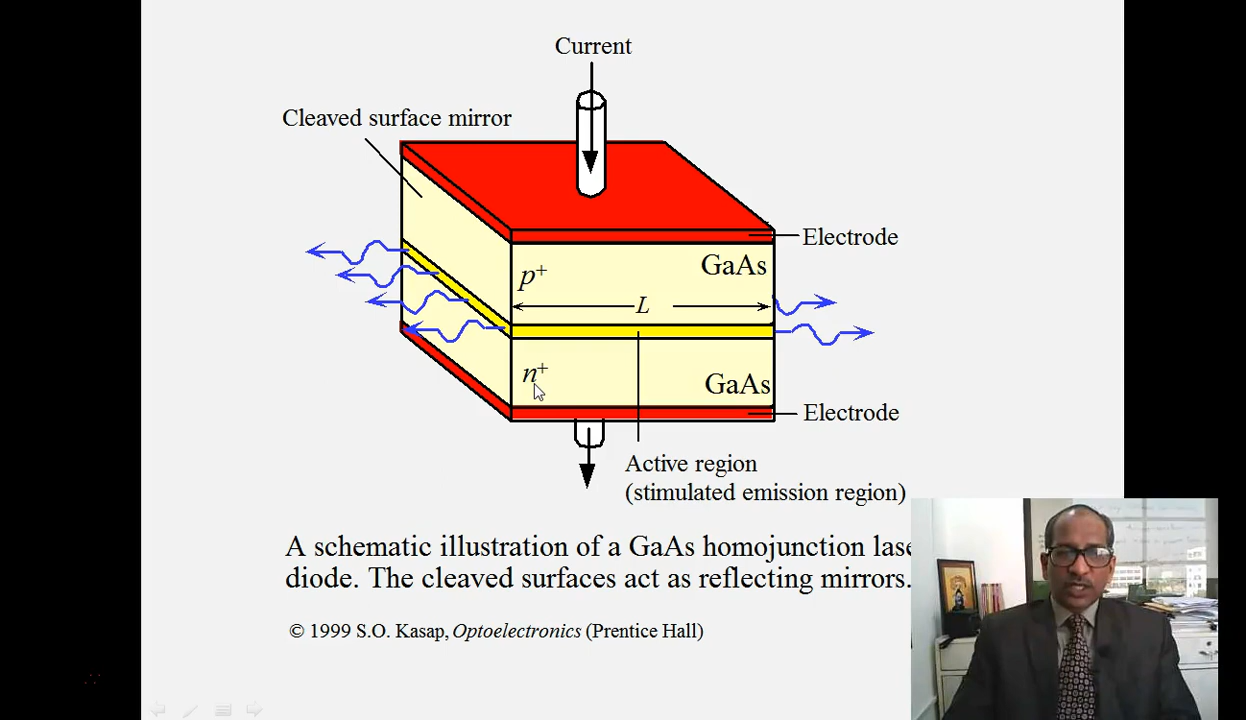 Current
Cleaved surface mirror
Electrode
p+ GaAs
L
n+ GaAs
Electrode
Active region
(stimulated emission region)
A schematic illustration of a GaAs homojunction lase
diode. The cleaved surfaces act as reflecting mirrors.
© 1999 S.O. Kasap, Optoelectronics (Prentice Hall)